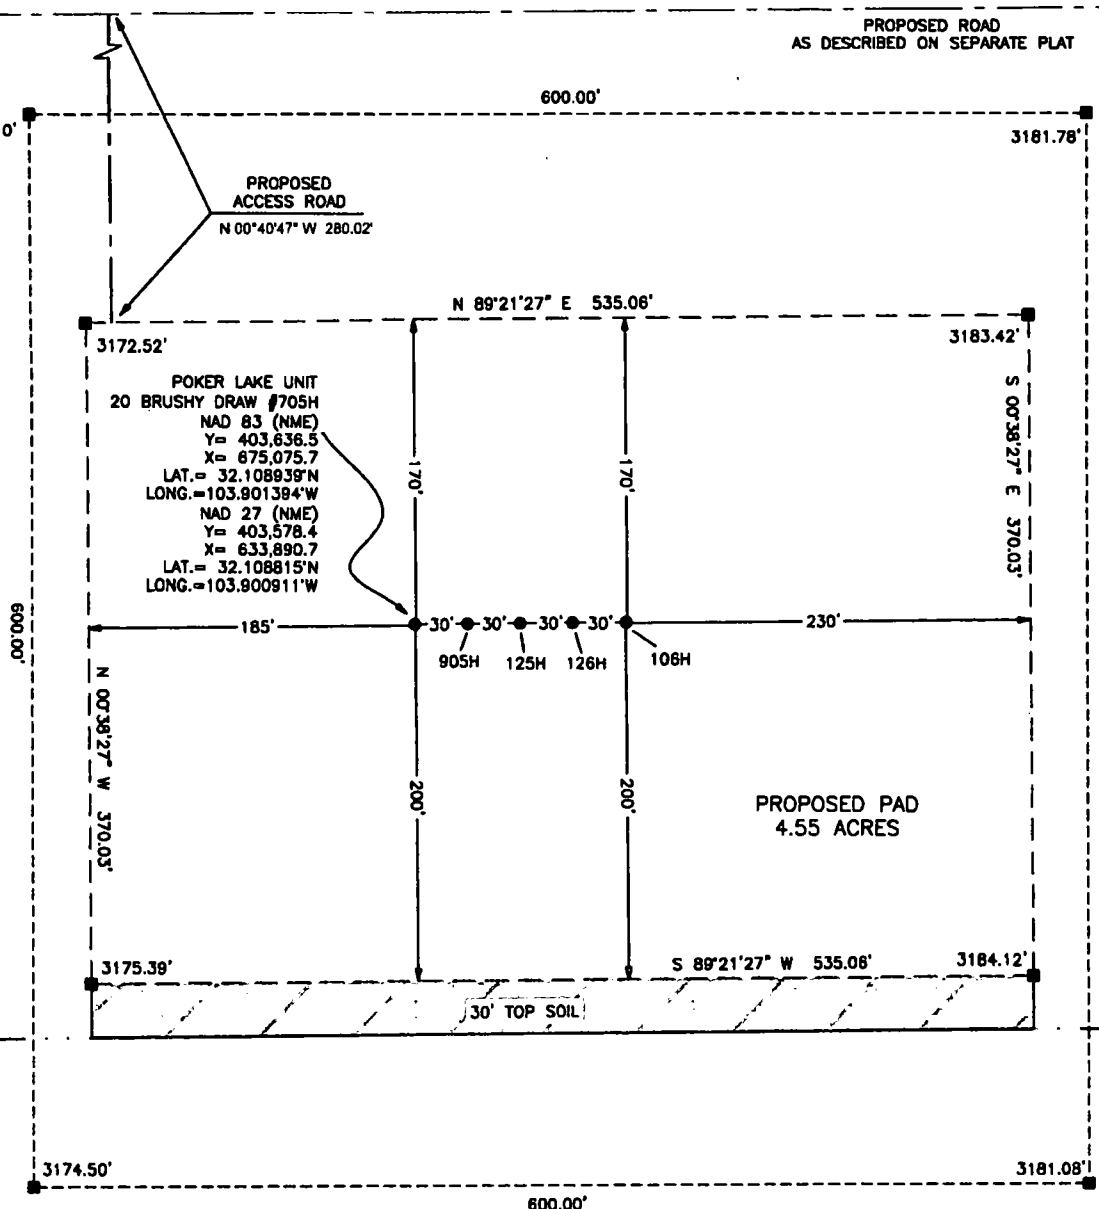 PROPOSED ROAD
AS DESCRIBED ON SEPARATE PLAT
600.00'
0'
3181.78'
PROPOSED
ACCESS ROAD
N 00°40'47" W 280.02'
N 89°21'27" E 535.06'
3172.52'
3183.42'
POKER LAKE UNIT
20 BRUSHY DRAW #705H
NAD 83 (NME)
Y= 403,636.5
X= 675,075.7
LAT.= 32.108939°N
LONG.=103.901394°W
NAD 27 (NME)
Y= 403,578.4
X= 633,890.7
LAT.= 32.108815°N
LONG.=103.900911°W
170'
170'
S 00°38'27" E 370.03'
600.00'
185'
30'
30'
30'
30'
230'
905H
125H
126H
106H
N 00°38'27" W 370.03'
200'
200'
PROPOSED PAD
4.55 ACRES
3175.39'
S 89°21'27" W 535.06'
3184.12'
30' TOP SOIL
3174.50'
3181.08'
600.00'